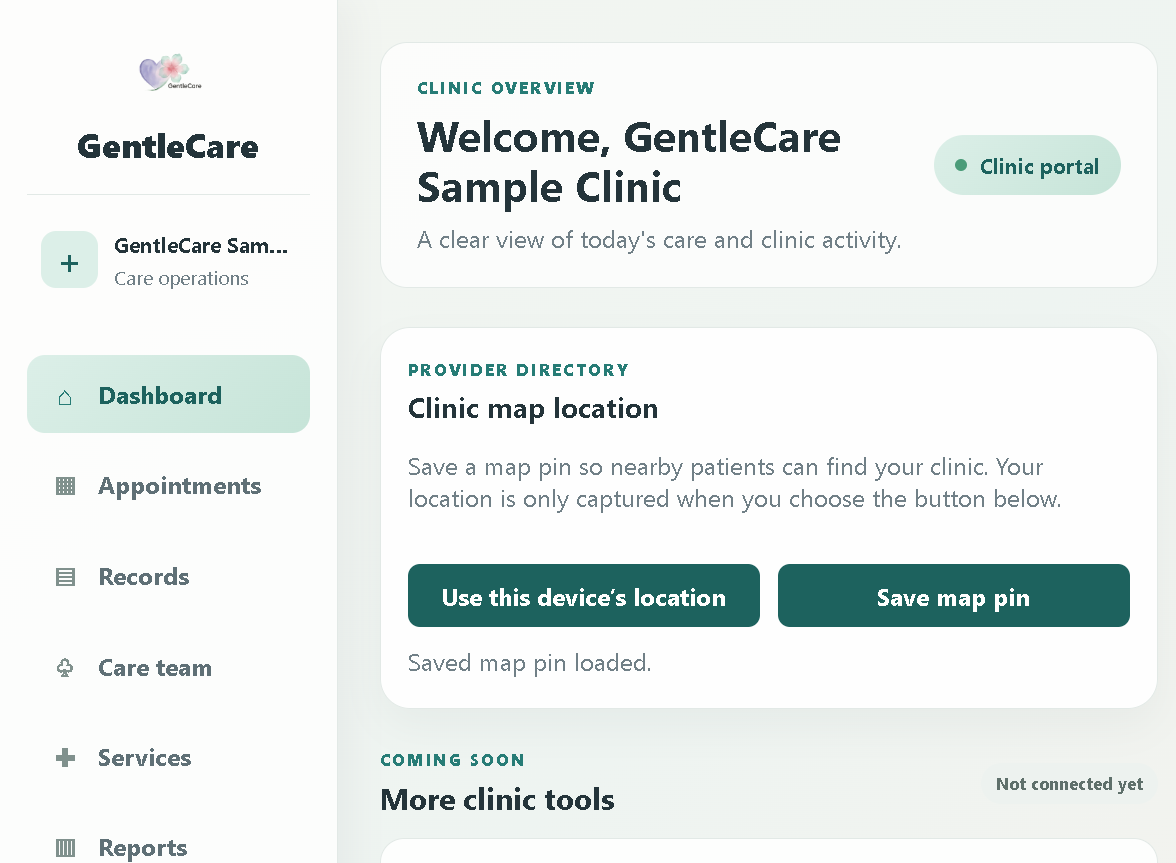 GentleCare
GentleCare
+
GentleCare Sam...
Care operations
Dashboard
Appointments
Records
Care team
Services
Reports
CLINIC OVERVIEW
Welcome, GentleCare
Sample Clinic
A clear view of today's care and clinic activity.
Clinic portal
PROVIDER DIRECTORY
Clinic map location
Save a map pin so nearby patients can find your clinic. Your
location is only captured when you choose the button below.
Use this device’s location
Save map pin
Saved map pin loaded.
COMING SOON
More clinic tools
Not connected yet